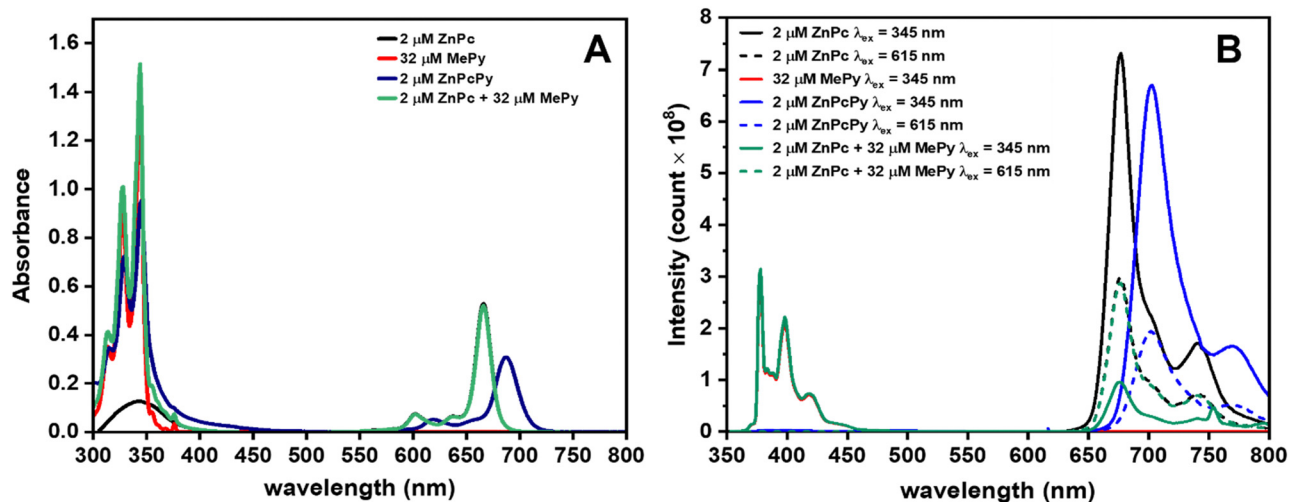 A
2 μM ZnPc
32 μM MePy
2 μM ZnPcPy
2 μM ZnPc + 32 μM MePy
Absorbance
1.6
1.4
1.2
1.0
0.8
0.6
0.4
0.2
0.0
300 350 400 450 500 550 600 650 700 750 800
wavelength (nm)
B
2 μM ZnPc λex = 345 nm
2 μM ZnPc λex = 615 nm
32 μM MePy λex = 345 nm
2 μM ZnPcPy λex = 345 nm
2 μM ZnPcPy λex = 615 nm
2 μM ZnPc + 32 μM MePy λex = 345 nm
2 μM ZnPc + 32 μM MePy λex = 615 nm
Intensity (count × 10⁸)
8
7
6
5
4
3
2
1
0
350 400 450 500 550 600 650 700 750 800
wavelength (nm)